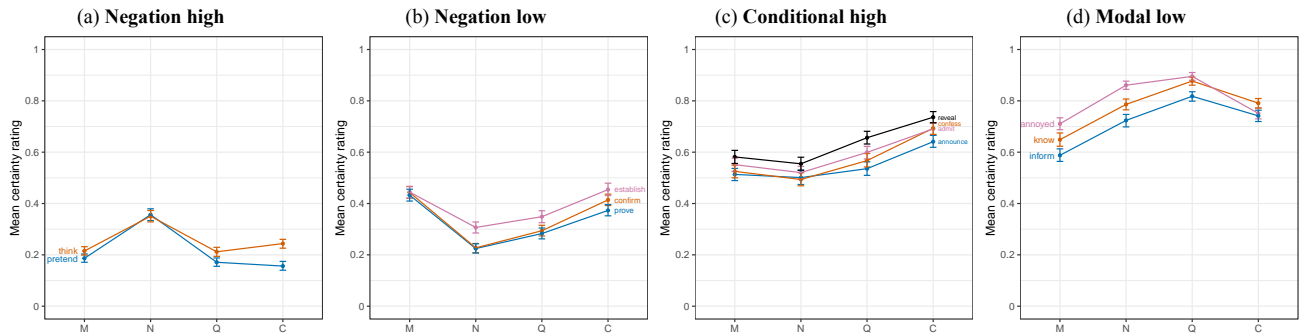 (a) Negation high
Mean certainty rating
1
0.8
0.6
0.4
0.2
0
think
pretend
M N Q C
(b) Negation low
Mean certainty rating
1
0.8
0.6
0.4
0.2
0
establish
confirm
prove
M N Q C
(c) Conditional high
Mean certainty rating
1
0.8
0.6
0.4
0.2
0
reveal
confess
admit
announce
M N Q C
(d) Modal low
Mean certainty rating
1
0.8
0.6
0.4
0.2
0
annoyed
know
inform
M N Q C